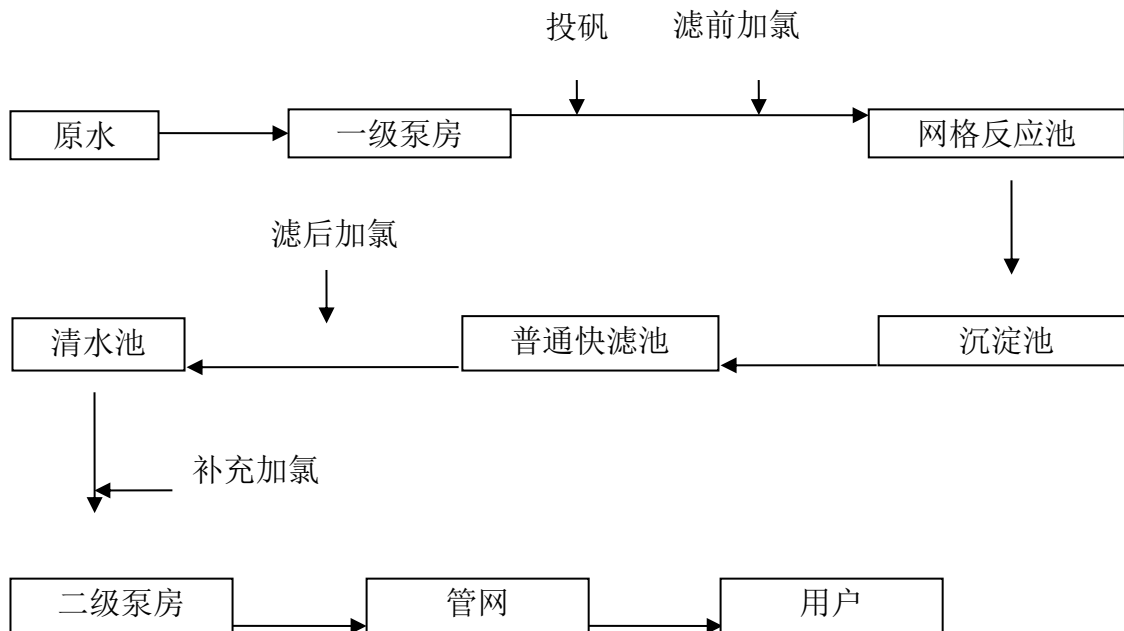 投矾
滤前加氯
原水
一级泵房
网格反应池
滤后加氯
清水池
普通快滤池
沉淀池
补充加氯
二级泵房
管网
用户